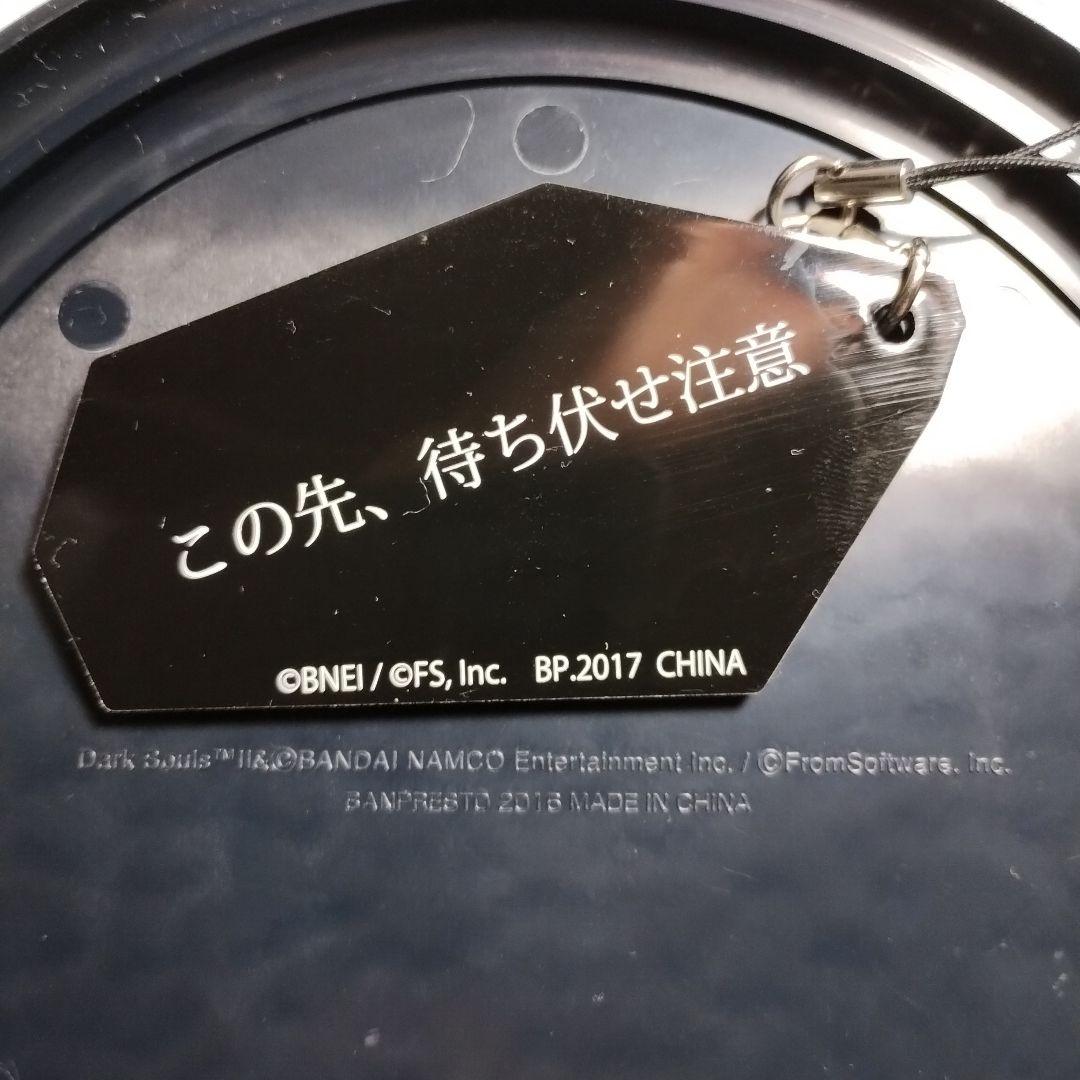 この先、待ち伏せ注意
©BNEI / ©FS, Inc. BP.2017 CHINA
Dark Souls™II&©BANDAI NAMCO Entertainment Inc. / ©FromSoftware, Inc.
BANPRESTO 2016 MADE IN CHINA